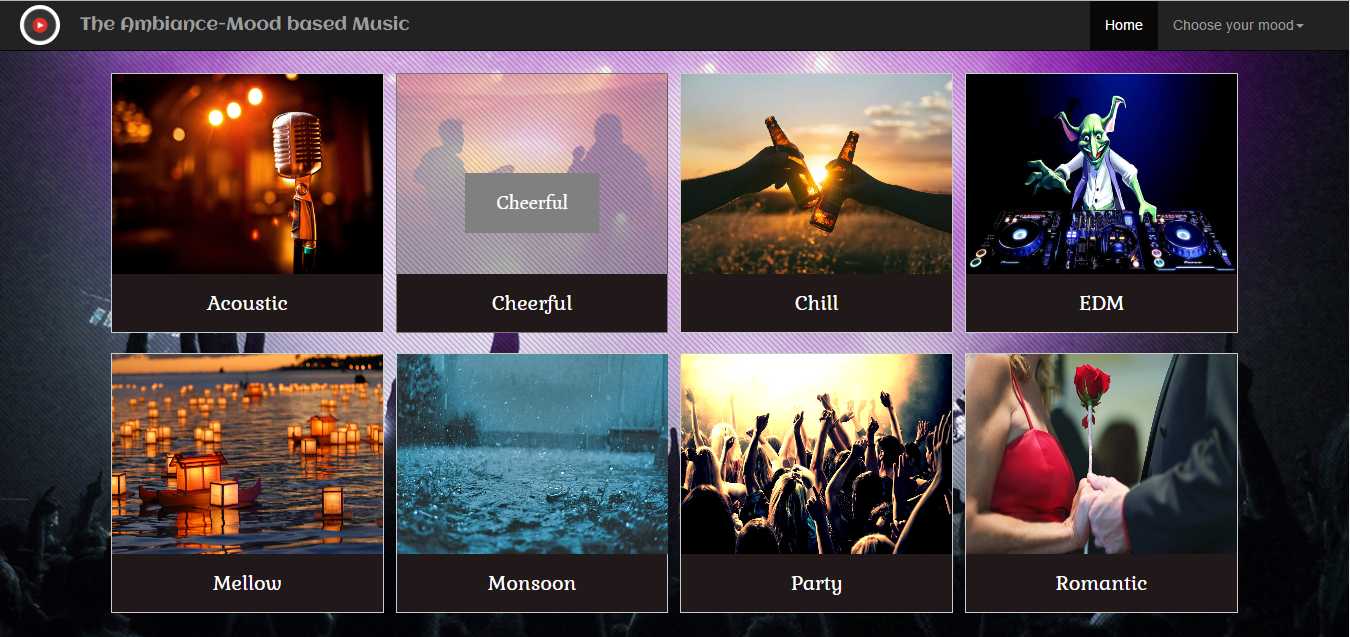 The Ambiance-Mood based Music
Home
Choose your mood
Cheerful
Acoustic
Cheerful
Chill
EDM
Mellow
Monsoon
Party
Romantic